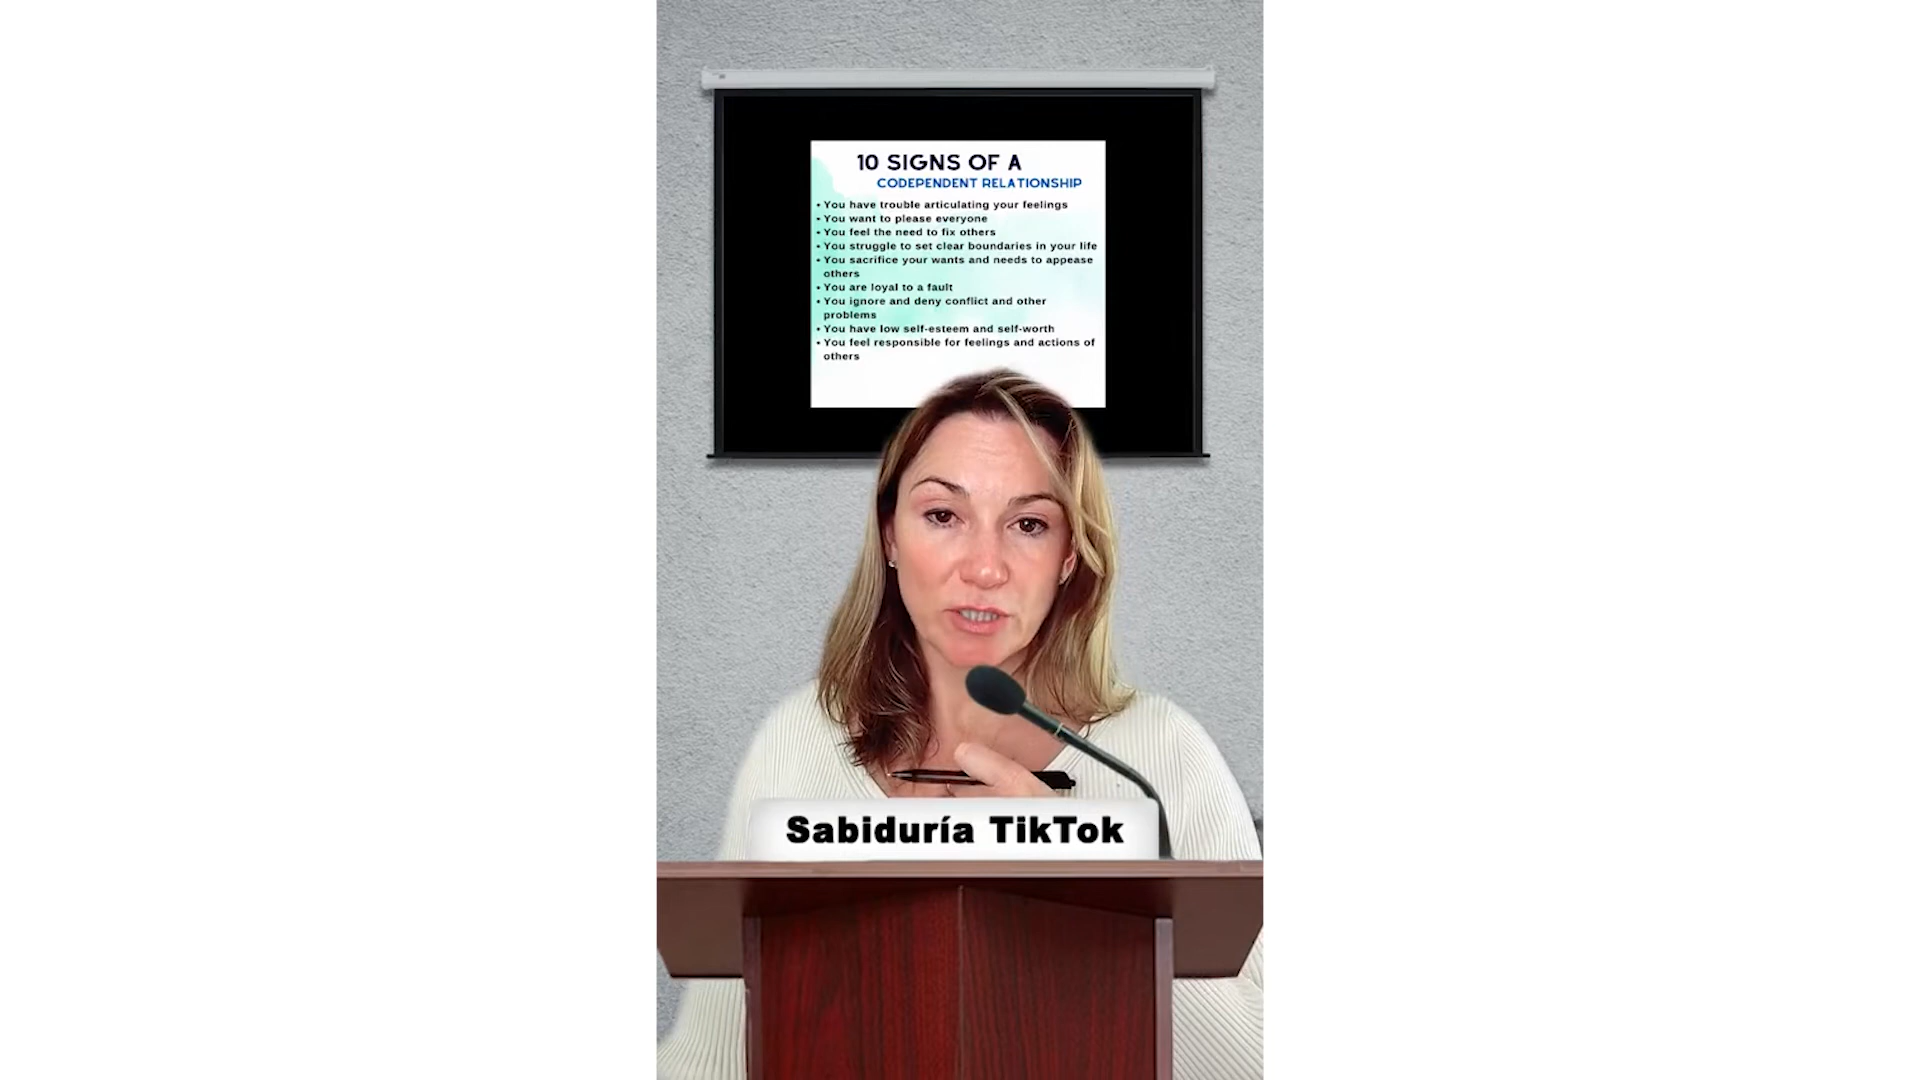 10 SIGNS OF A
CODEPENDENT RELATIONSHIP
• You have trouble articulating your feelings
• You want to please everyone
• You feel the need to fix others
• You struggle to set clear boundaries in your life
• You sacrifice your wants and needs to appease
others
• You are loyal to a fault
• You ignore and deny conflict and other
problems
• You have low self-esteem and self-worth
• You feel responsible for feelings and actions of
others
Sabiduría TikTok